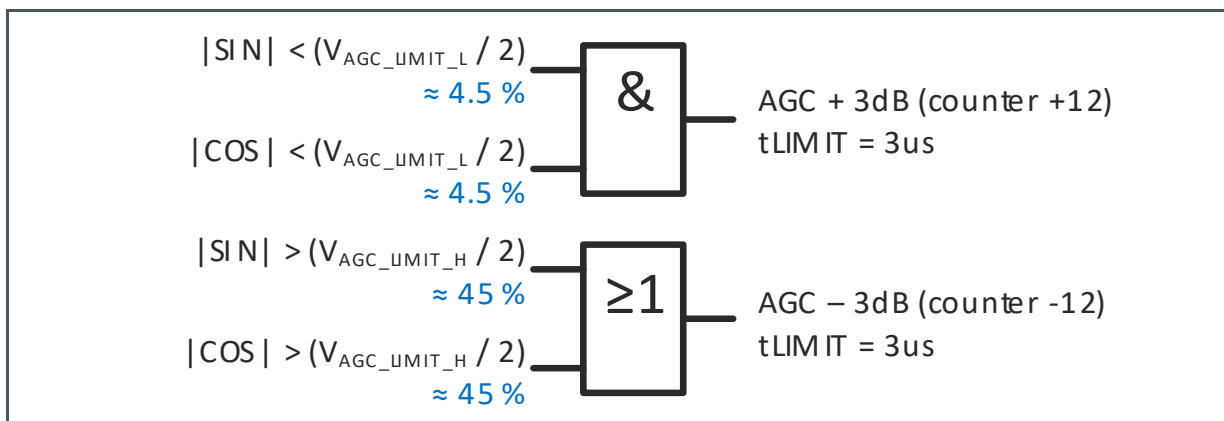 |SIN| < (VAGC_LIMIT_L / 2)
≈ 4.5 %
&
AGC + 3dB (counter +12)
tLIMIT = 3us
|COS| < (VAGC_LIMIT_L / 2)
≈ 4.5 %
|SIN| > (VAGC_LIMIT_H / 2)
≈ 45 %
≥1
AGC – 3dB (counter -12)
tLIMIT = 3us
|COS| > (VAGC_LIMIT_H / 2)
≈ 45 %